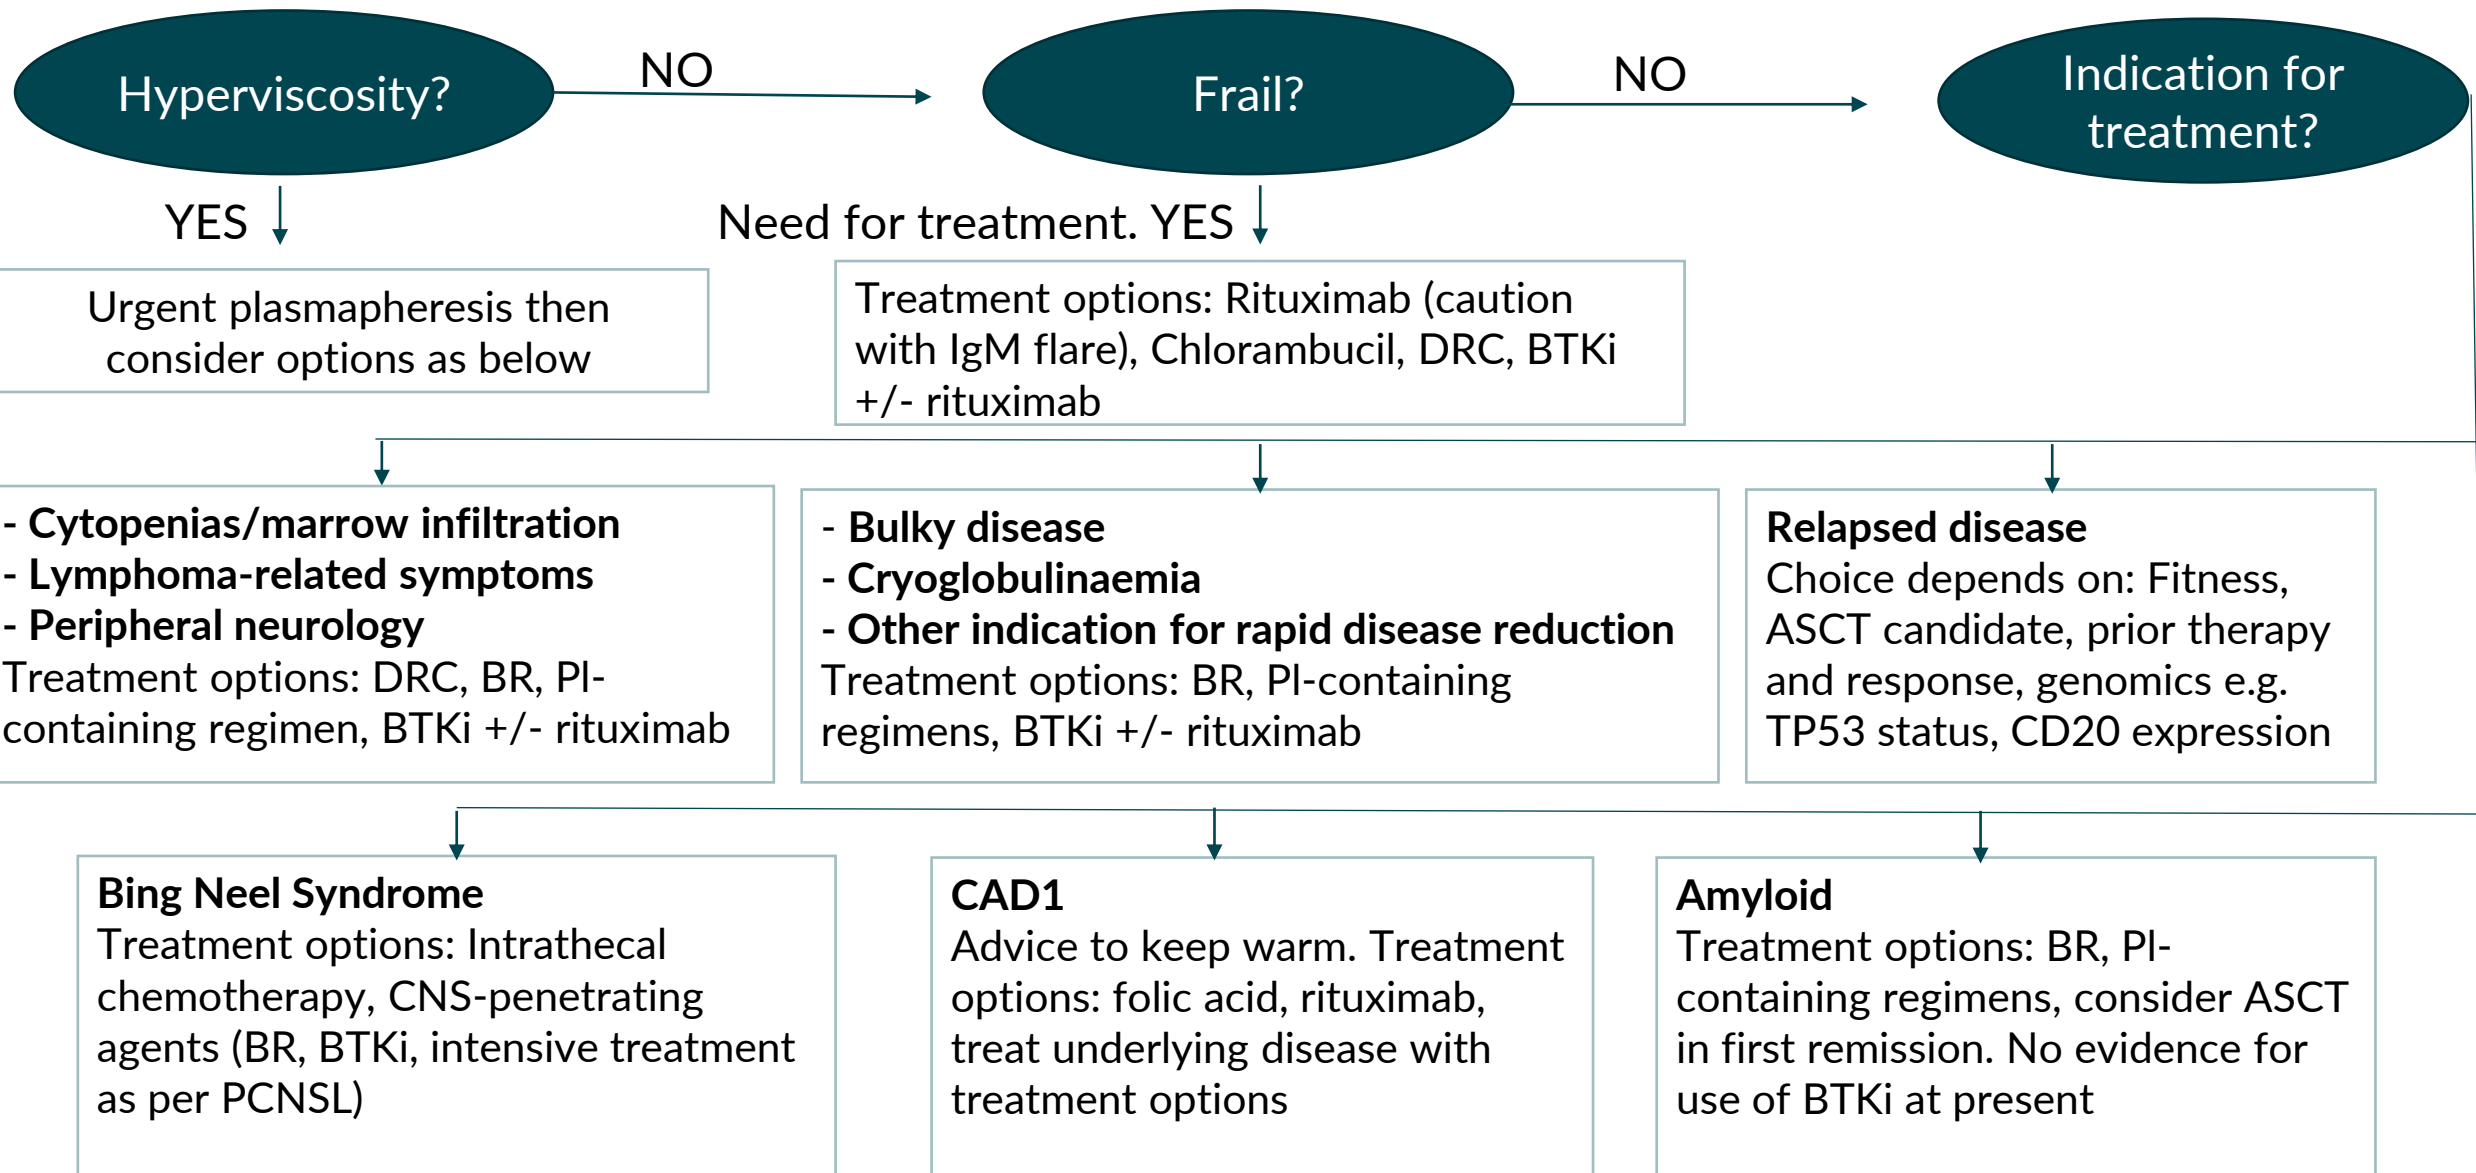 Hyperviscosity?
NO
Frail?
NO
Indication for
treatment?
YES
Need for treatment. YES
Urgent plasmapheresis then
consider options as below
Treatment options: Rituximab (caution
with IgM flare), Chlorambucil, DRC, BTKi
+/- rituximab
- Cytopenias/marrow infiltration
- Lymphoma-related symptoms
- Peripheral neurology
Treatment options: DRC, BR, PI-
containing regimen, BTKi +/- rituximab
- Bulky disease
- Cryoglobulinaemia
- Other indication for rapid disease reduction
Treatment options: BR, PI-containing
regimens, BTKi +/- rituximab
Relapsed disease
Choice depends on: Fitness,
ASCT candidate, prior therapy
and response, genomics e.g.
TP53 status, CD20 expression
Bing Neel Syndrome
Treatment options: Intrathecal
chemotherapy, CNS-penetrating
agents (BR, BTKi, intensive treatment
as per PCNSL)
CAD1
Advice to keep warm. Treatment
options: folic acid, rituximab,
treat underlying disease with
treatment options
Amyloid
Treatment options: BR, PI-
containing regimens, consider ASCT
in first remission. No evidence for
use of BTKi at present